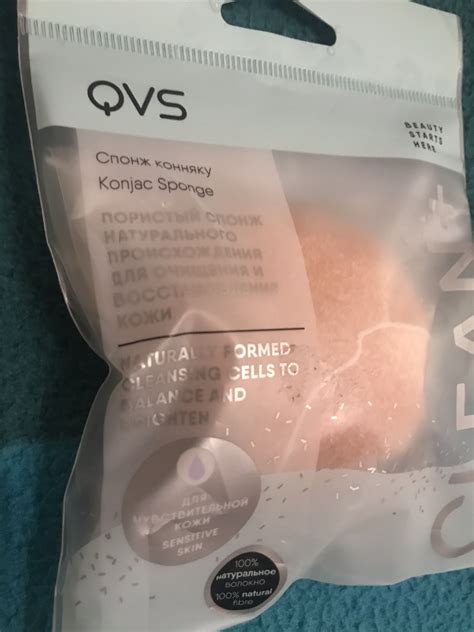 QVS
BEAUTY
STARTS
HERE
Спонж конняку
Konjac Sponge
ПОРИСТЫЙ СПОНЖ
НАТУРАЛЬНОГО
ПРОИСХОЖДЕНИЯ
ДЛЯ ОЧИЩЕНИЯ И
ВОССТАНОВЛЕНИЯ
КОЖИ
NATURALLY FORMED
CLEANSING CELLS TO
BALANCE AND
BRIGHTEN
ДЛЯ
ЧУВСТВИТЕЛЬНОЙ
КОЖИ
SENSITIVE
SKIN
100%
натуральное
волокно
100% natural
fibre